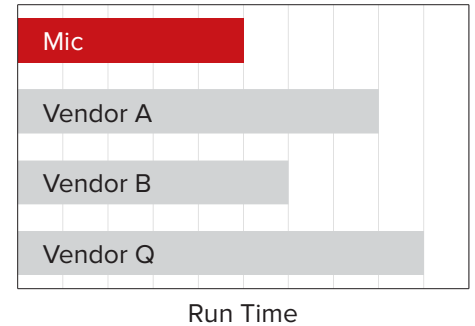 Mic
Vendor A
Vendor B
Vendor Q
Run Time